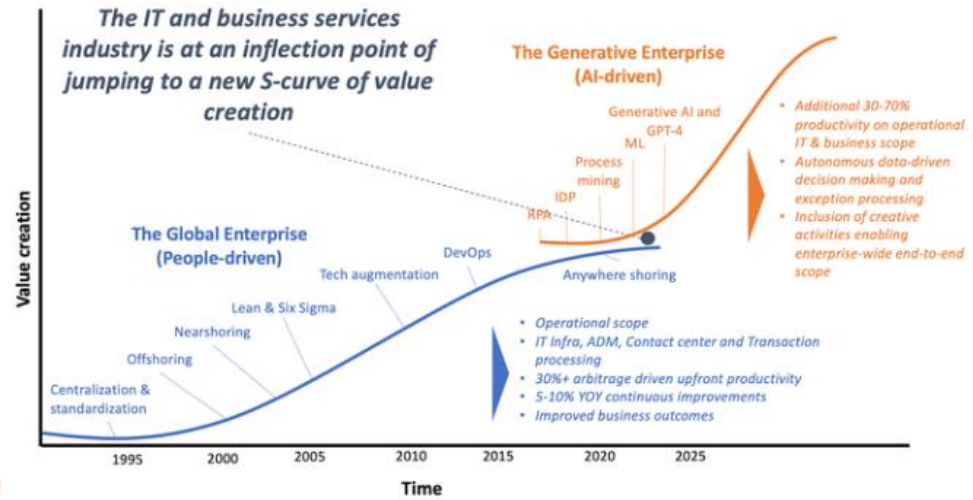 The IT and business services
industry is at an inflection point of
jumping to a new S-curve of value
creation
The Generative Enterprise
(AI-driven)
Generative AI and
GPT-4
ML
Process
mining
IDP
RPA
• Additional 30-70%
productivity on operational
IT & business scope
• Autonomous data-driven
decision making and
exception processing
• Inclusion of creative
activities enabling
enterprise-wide end-to-end
scope
The Global Enterprise
(People-driven)
DevOps
Tech augmentation
Anywhere shoring
Lean & Six Sigma
Nearshoring
Offshoring
Centralization &
standardization
• Operational scope
• IT Infra, ADM, Contact center and Transaction
processing
• 30%+ arbitrage driven upfront productivity
• 5-10% YOY continuous improvements
• Improved business outcomes
Value creation
1995 2000 2005 2010 2015 2020 2025
Time